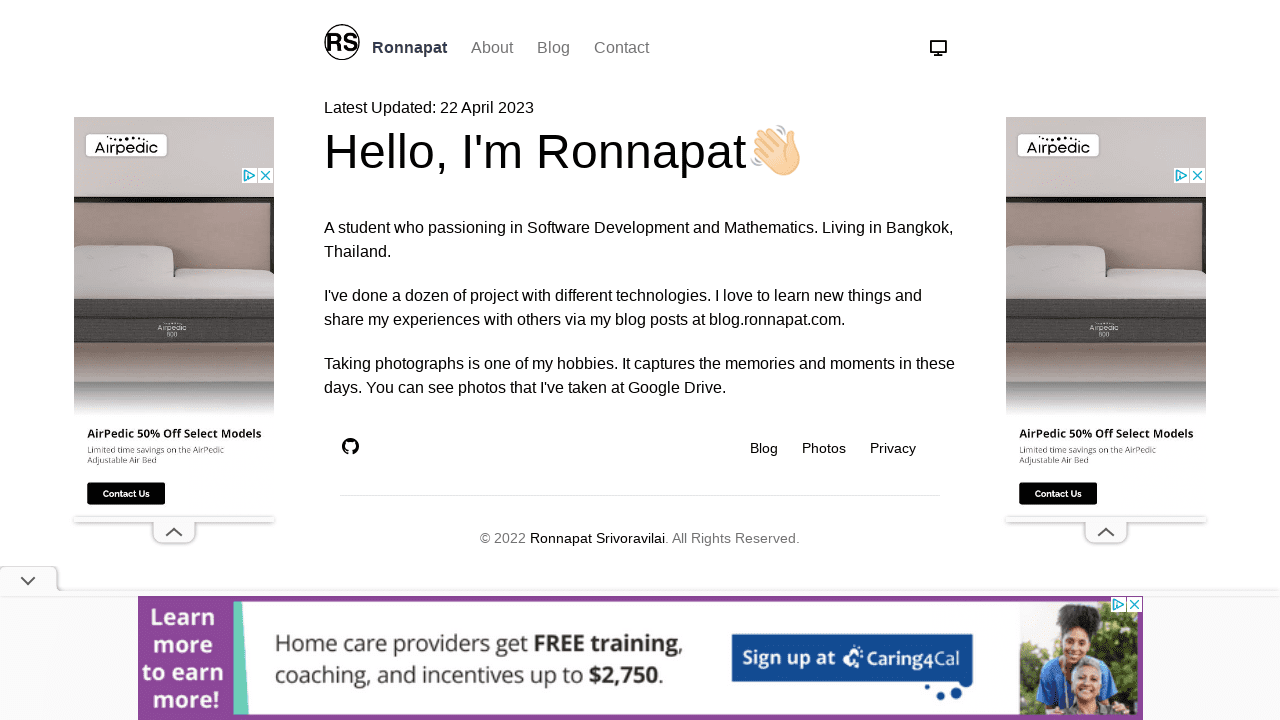 RS Ronnapat About Blog Contact
Latest Updated: 22 April 2023
Hello, I'm Ronnapat👋🏻
A student who passioning in Software Development and Mathematics. Living in Bangkok,
Thailand.
I've done a dozen of project with different technologies. I love to learn new things and
share my experiences with others via my blog posts at blog.ronnapat.com.
Taking photographs is one of my hobbies. It captures the memories and moments in these
days. You can see photos that I've taken at Google Drive.
Blog Photos Privacy
© 2022 Ronnapat Srivoravilai. All Rights Reserved.
Airpedic
Airpedic
800
AirPedic 50% Off Select Models
Limited time savings on the AirPedic
Adjustable Air Bed
Contact Us
Airpedic
Airpedic
800
AirPedic 50% Off Select Models
Limited time savings on the AirPedic
Adjustable Air Bed
Contact Us
Learn
more
to earn
more!
Home care providers get FREE training,
coaching, and incentives up to $2,750.
Sign up at Caring4Cal